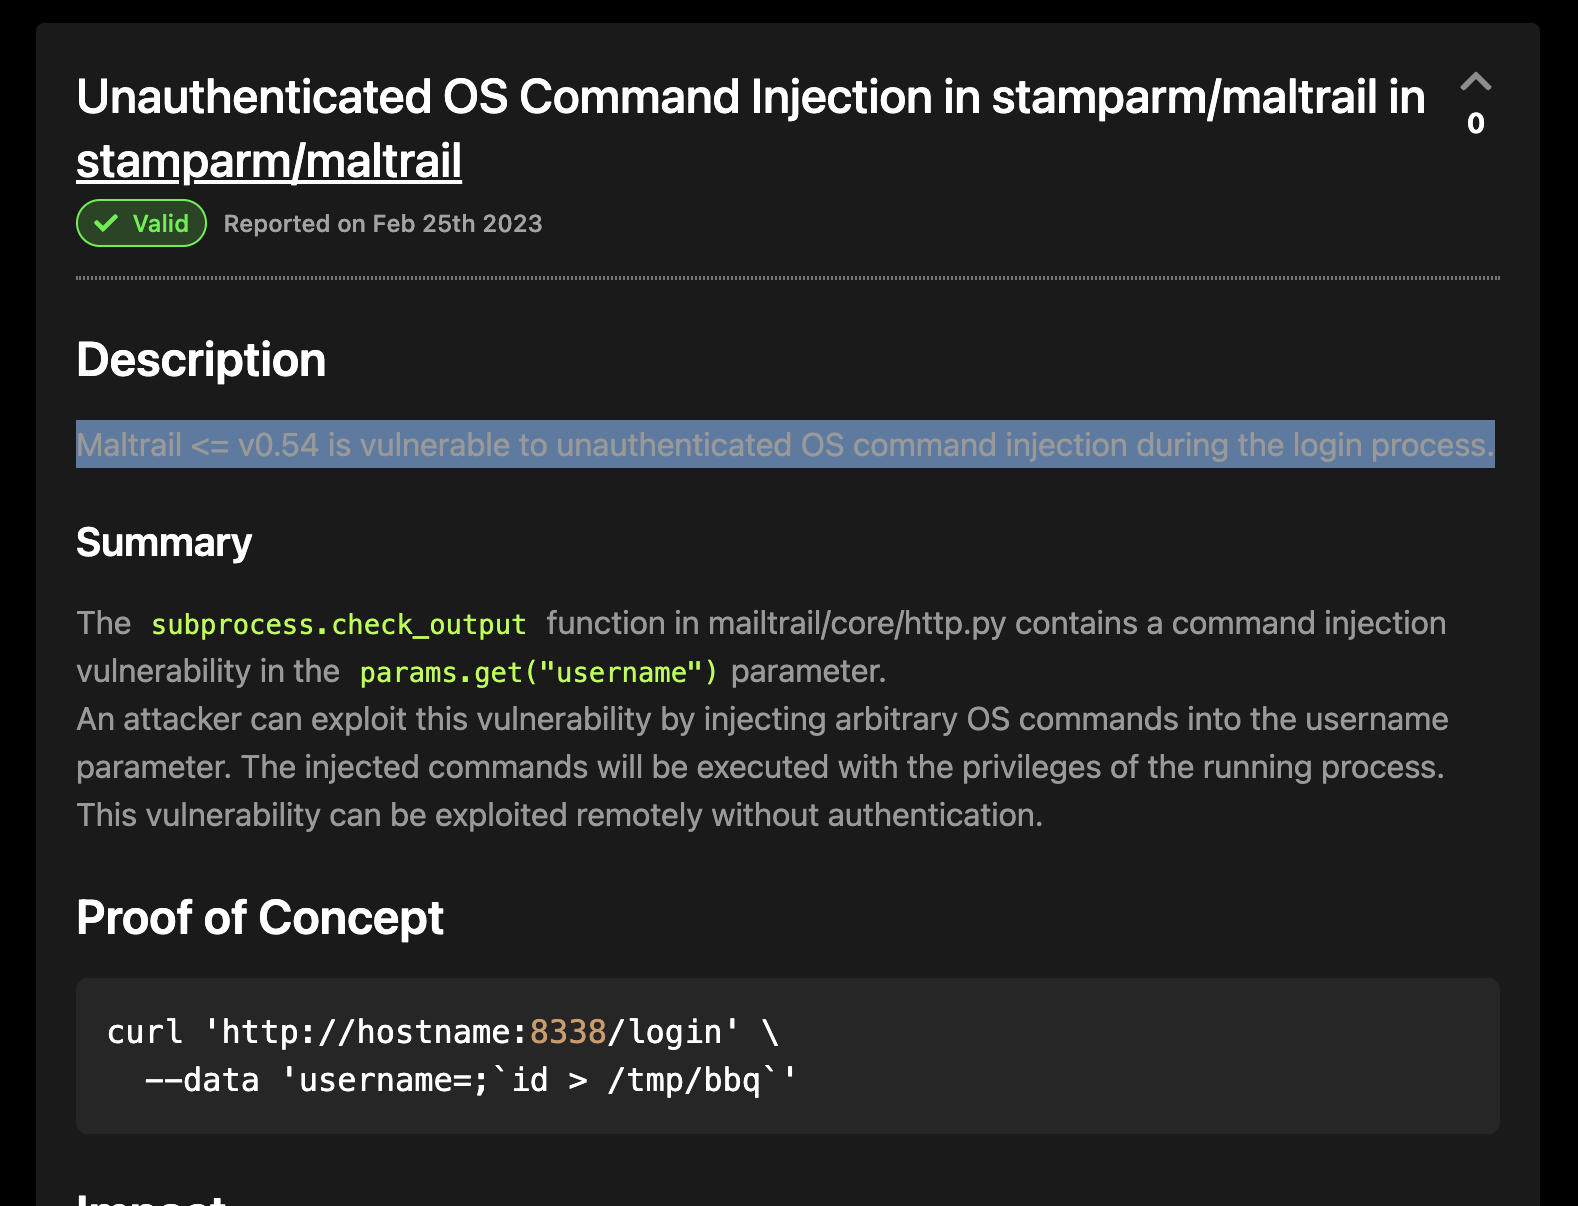 Unauthenticated OS Command Injection in stamparm/maltrail in
stamparm/maltrail
0
Valid Reported on Feb 25th 2023
Description
Maltrail <= v0.54 is vulnerable to unauthenticated OS command injection during the login process.
Summary
The subprocess.check_output function in mailtrail/core/http.py contains a command injection
vulnerability in the params.get("username") parameter.
An attacker can exploit this vulnerability by injecting arbitrary OS commands into the username
parameter. The injected commands will be executed with the privileges of the running process.
This vulnerability can be exploited remotely without authentication.
Proof of Concept
curl 'http://hostname:8338/login' \
--data 'username=;`id > /tmp/bbq`'
Impact